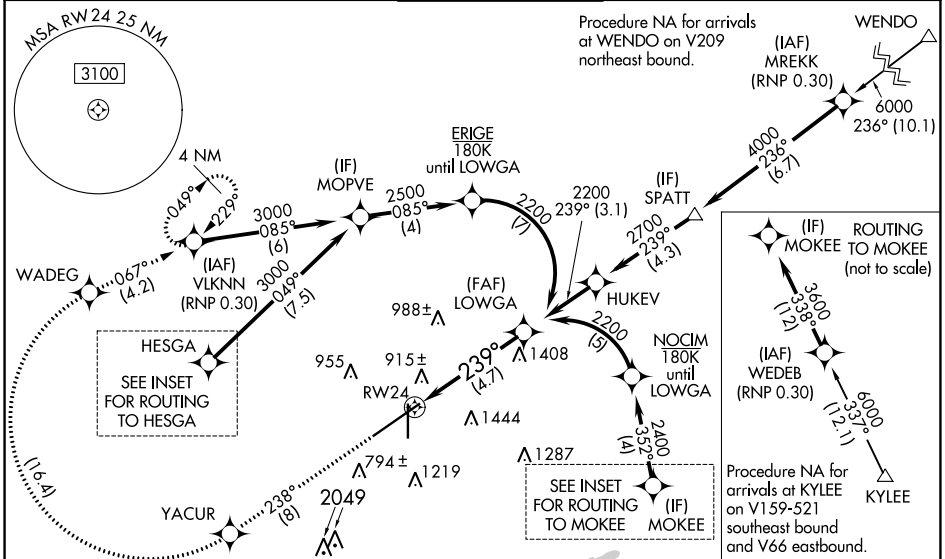 MSA RW24 25 NM
3100
Procedure NA for arrivals
at WENDO on V209
northeast bound.
WENDO
(IAF)
MREKK
(RNP 0.30)
6000
236° (10.1)
4 NM
049°
229°
(IF)
MOPVE
ERIGE
180K
until LOWGA
4000
236°
(6.7)
3000
085°
(6)
2500
085°
(4)
2200
(7)
2200
239° (3.1)
(IF)
SPATT
2700
239°
(4.3)
WADEG
067°
(4.2)
(IAF)
VLKNN
(RNP 0.30)
3000
049°
(7.5)
HUKEV
(IF)
MOKEE
ROUTING
TO MOKEE
(not to scale)
(FAF)
LOWGA
988±
HESGA
SEE INSET
FOR ROUTING
TO HESGA
955
915±
RW24
239°
(4.7)
1408
2200
(5)
NOCIM
180K
until
LOWGA
3600
338°
(12)
(IAF)
WEDEB
(RNP 0.30)
1444
2400
352°
(4)
6000
337°
(12.1)
(16.4)
YACUR
238°
(8)
794±
1219
2049
1287
SEE INSET
FOR ROUTING
TO MOKEE
(IF)
MOKEE
Procedure NA for
arrivals at KYLEE
on V159-521
southeast bound
and V66 eastbound.
KYLEE